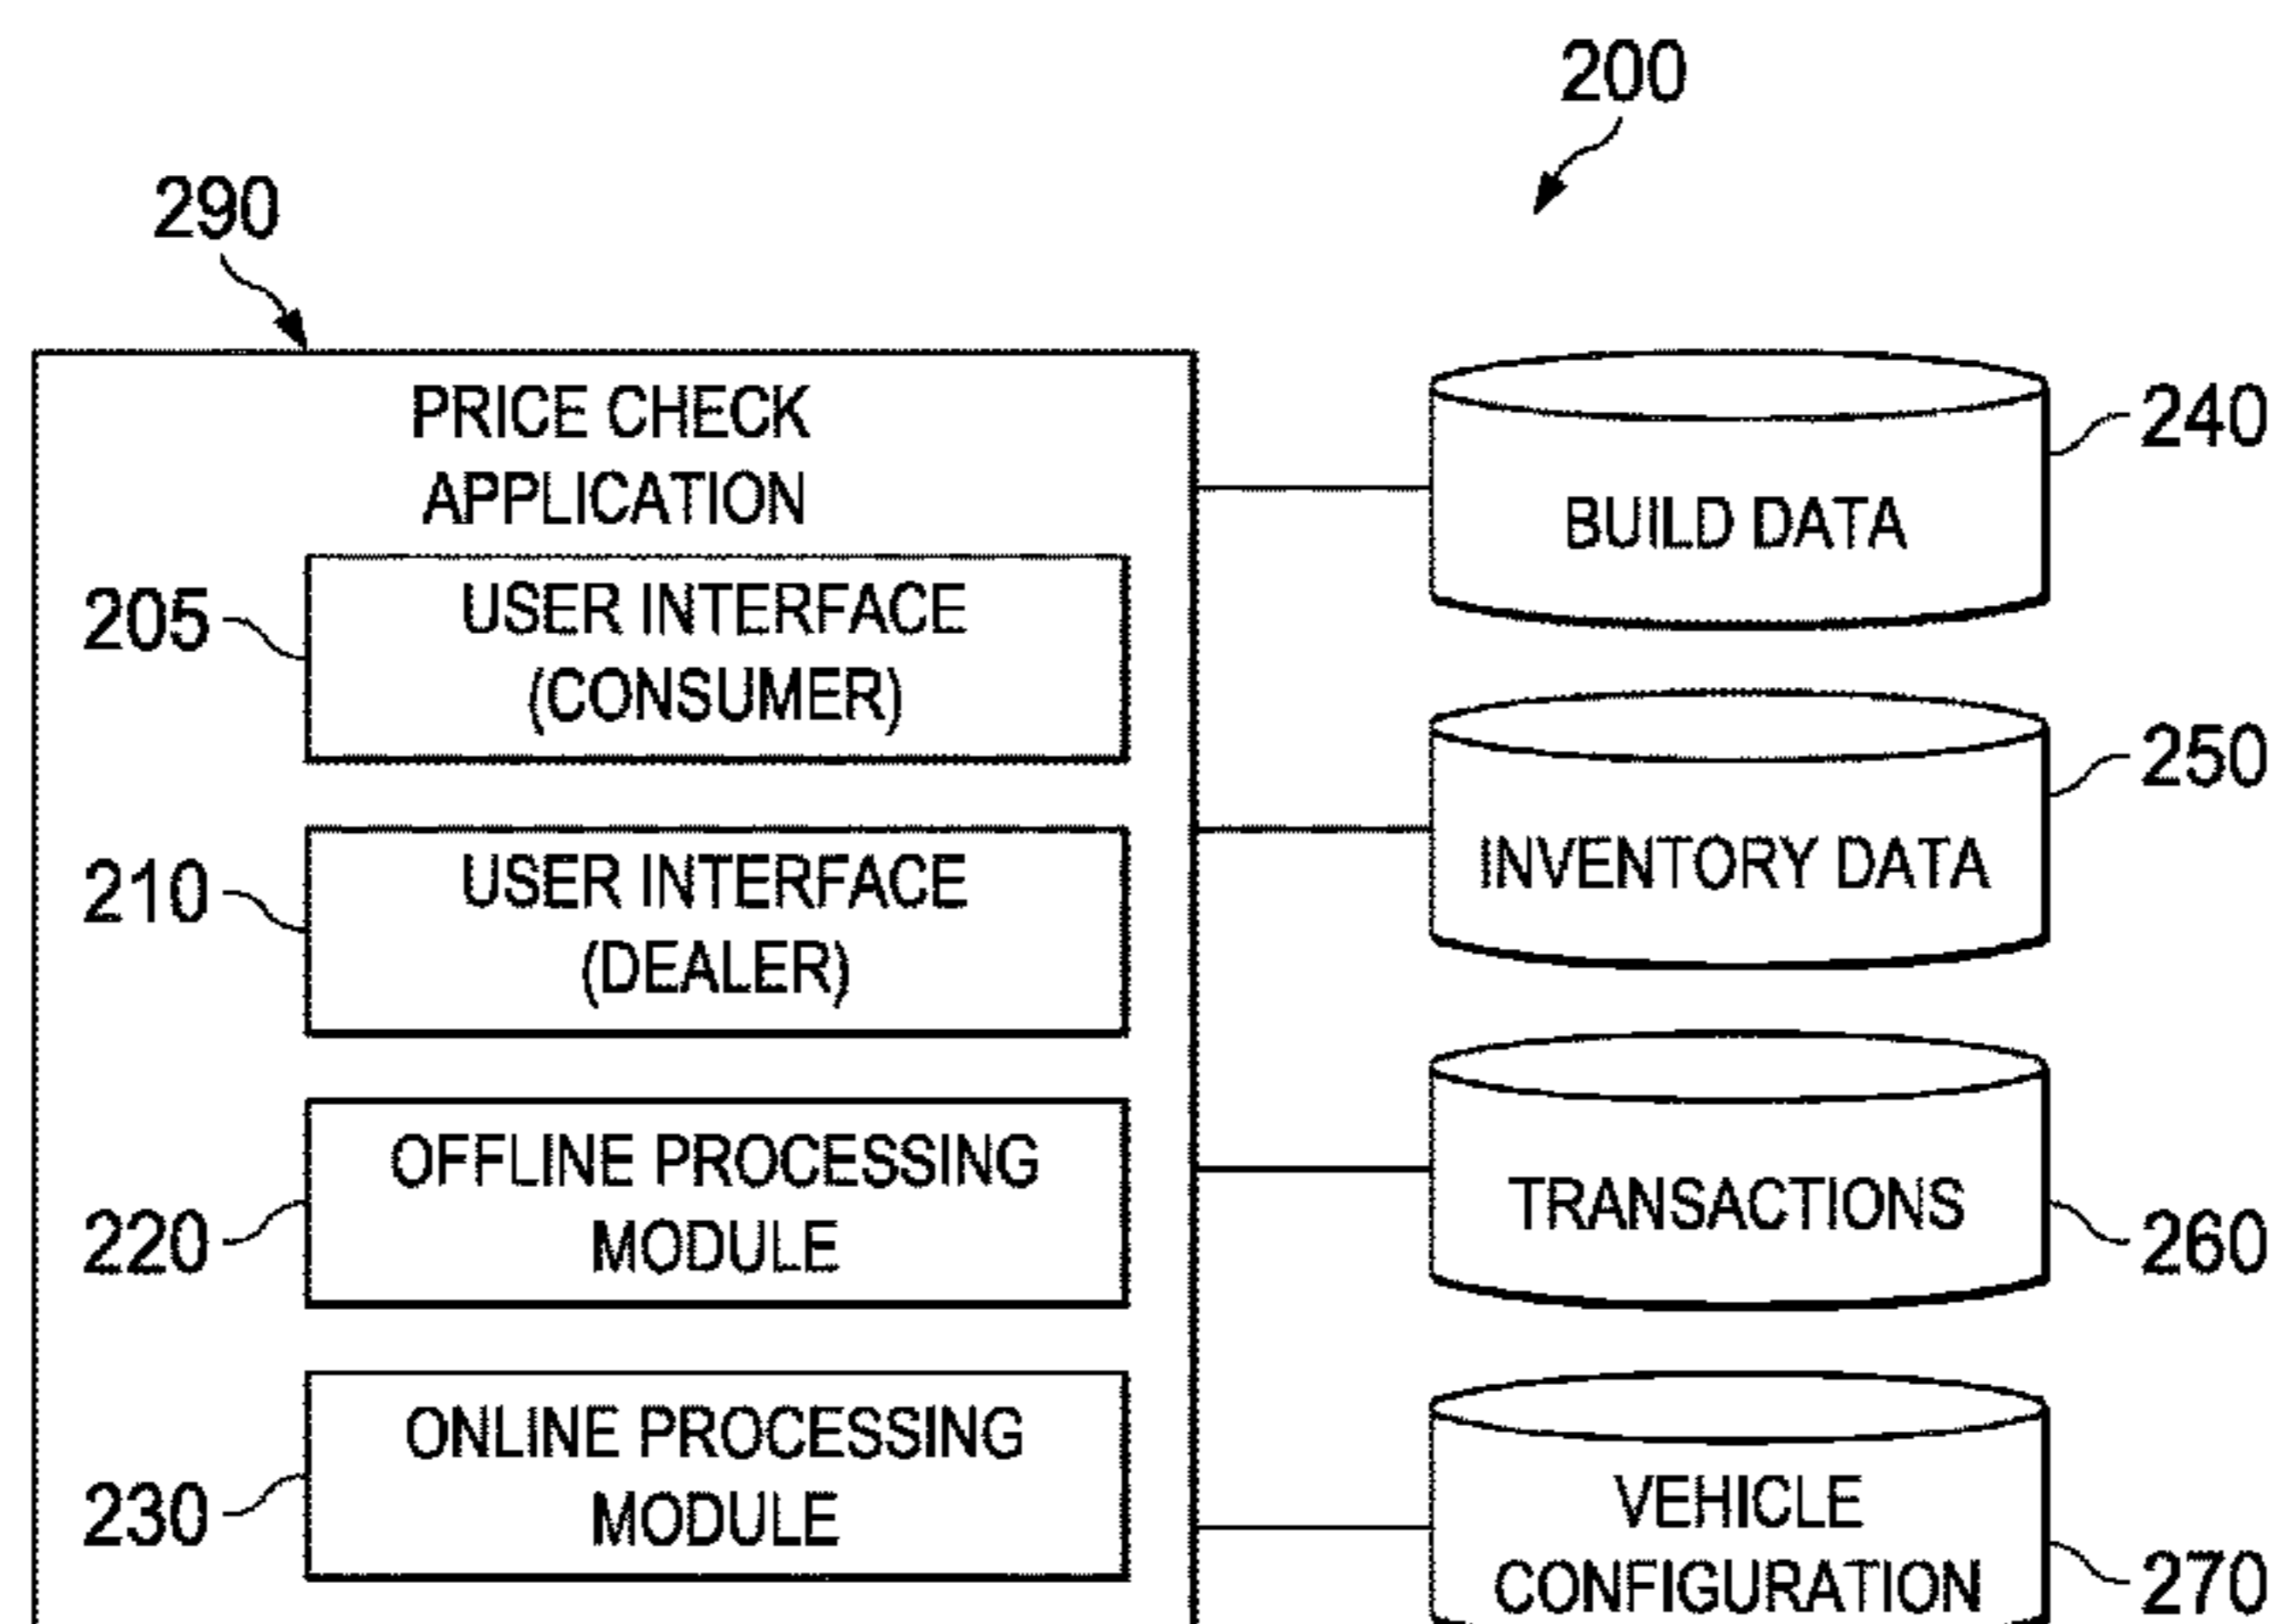 200
290
PRICE CHECK
APPLICATION
205
USER INTERFACE
(CONSUMER)
210
USER INTERFACE
(DEALER)
220
OFFLINE PROCESSING
MODULE
230
ONLINE PROCESSING
MODULE
240
BUILD DATA
250
INVENTORY DATA
260
TRANSACTIONS
270
VEHICLE
CONFIGURATION